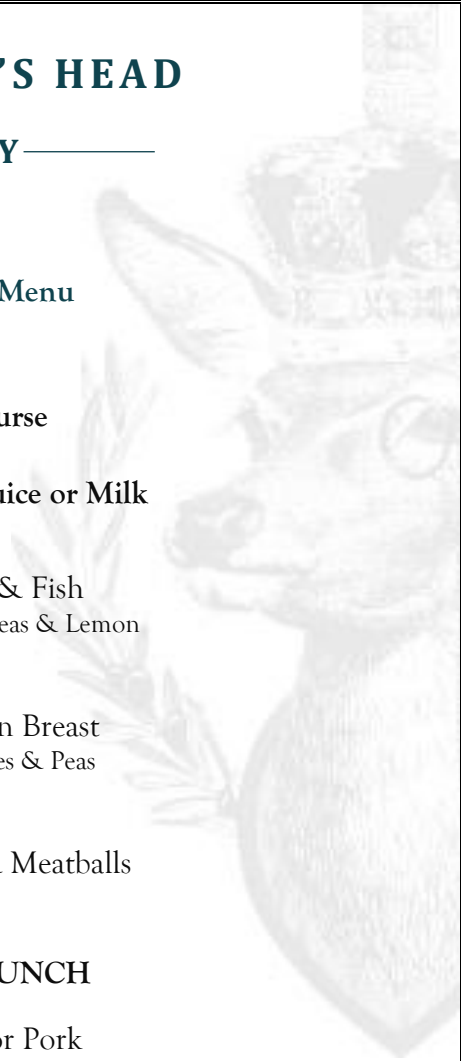 'S HEAD
Y
Menu
urse
uice or Milk
& Fish
eas & Lemon
n Breast
es & Peas
Meatballs
UNCH
or Pork